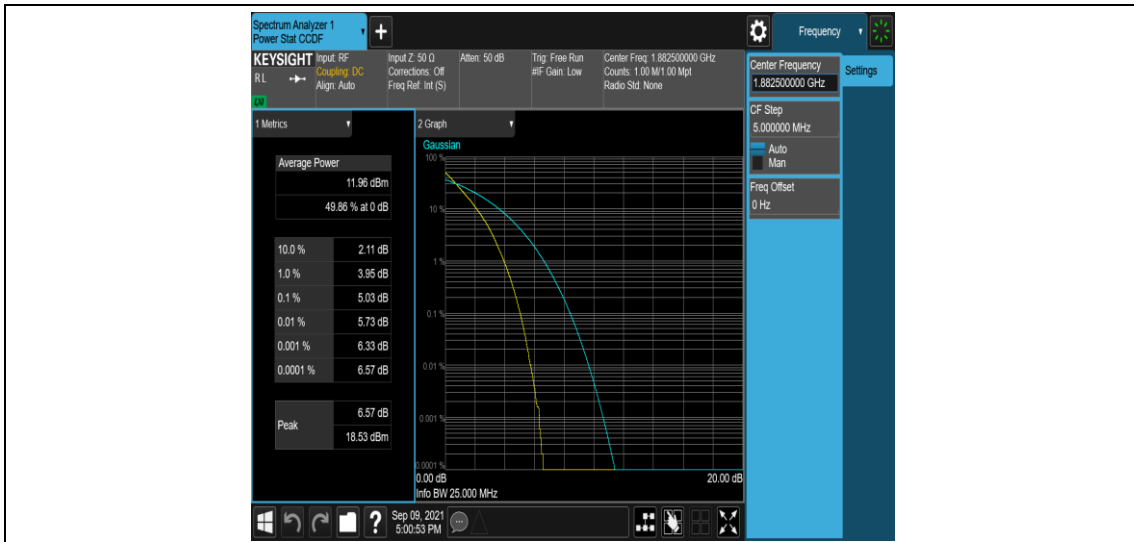 Spectrum Analyzer 1
Power Stat CCDF
+
Frequency
KEYSIGHT
RL
LXI
Input: RF
Coupling: DC
Align: Auto
Input Z: 50 Ω
Corrections: Off
Freq Ref: Int (S)
Atten: 50 dB
Trig: Free Run
#IF Gain: Low
Center Freq: 1.882500000 GHz
Counts: 1.00 M/1.00 Mpt
Radio Std: None
Center Frequency
1.882500000 GHz
Settings
CF Step
5.000000 MHz
Auto
Man
Freq Offset
0 Hz
1 Metrics
Average Power
11.96 dBm
49.86 % at 0 dB
10.0 % 2.11 dB
1.0 % 3.95 dB
0.1 % 5.03 dB
0.01 % 5.73 dB
0.001 % 6.33 dB
0.0001 % 6.57 dB
Peak
6.57 dB
18.53 dBm
2 Graph
Gaussian
100 %
10 %
1 %
0.1 %
0.01 %
0.001 %
0.0001 %
0.00 dB 20.00 dB
Info BW 25.000 MHz
?
Sep 09, 2021
5:00:53 PM